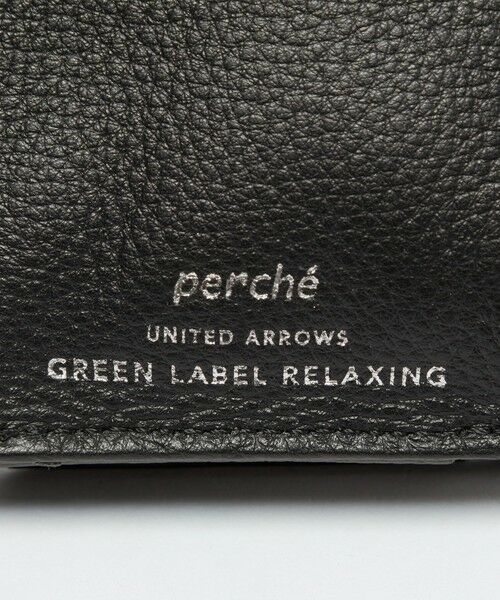 perché
UNITED ARROWS
GREEN LABEL RELAXING